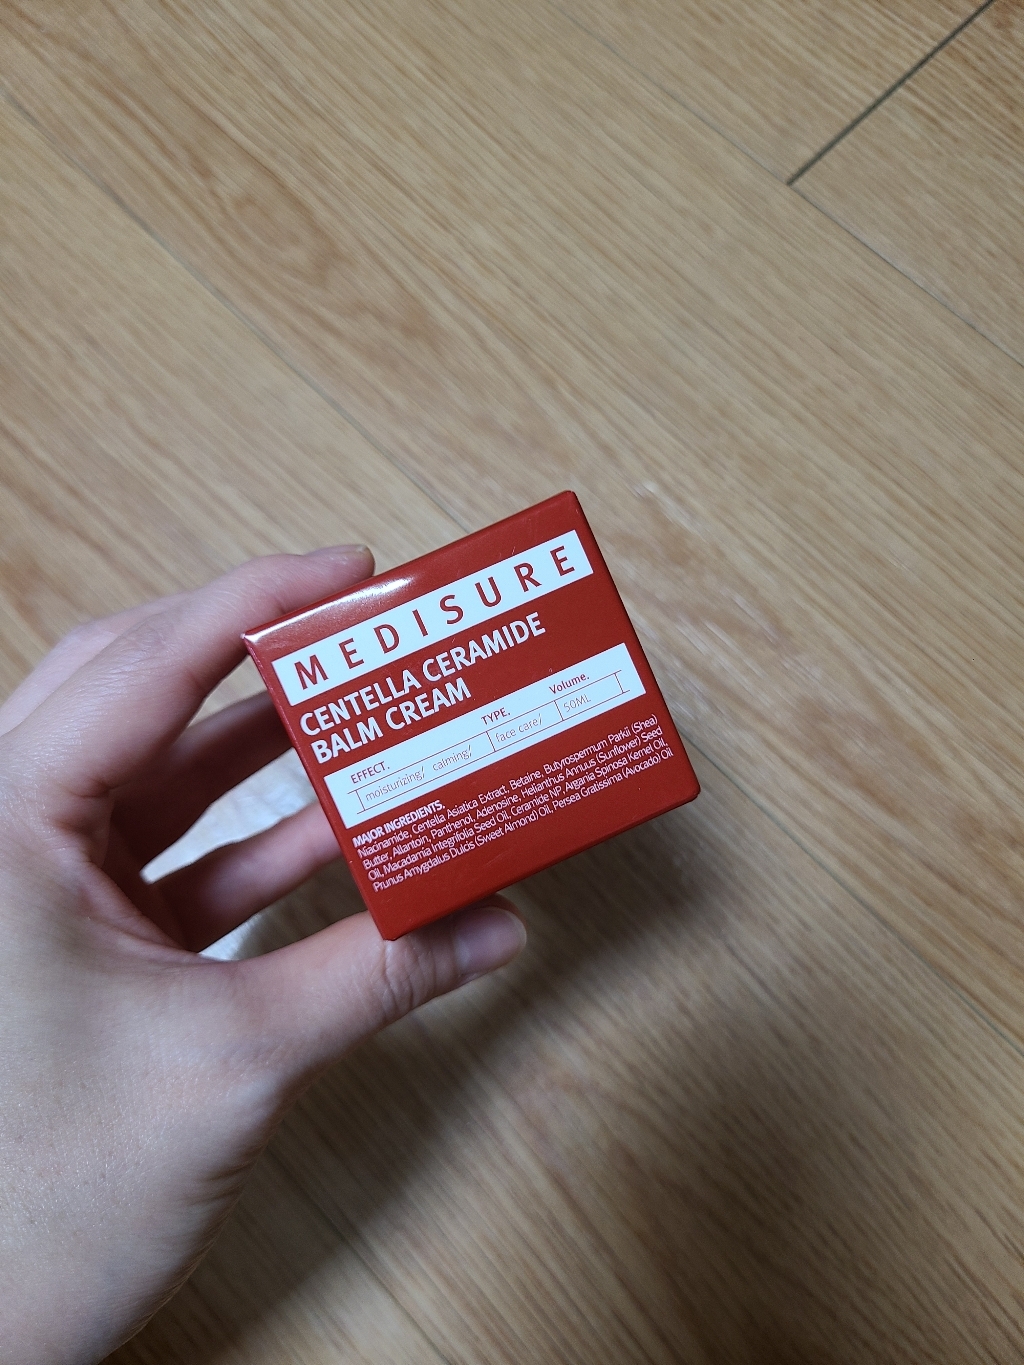 MEDISURE
CENTELLA CERAMIDE
BALM CREAM
EFFECT. TYPE. Volume.
moisturizing/ calming/ face care/ 50ML
MAJOR INGREDIENTS.
Niacinamide, Centella Asiatica Extract, Betaine, Butyrospermum Parkii (Shea)
Butter, Allantoin, Panthenol, Adenosine, Helianthus Annuus (Sunflower) Seed
Oil, Macadamia Integrifolia Seed Oil, Ceramide NP, Argania Spinosa Kernel Oil,
Prunus Amygdalus Dulcis (Sweet Almond) Oil, Persea Gratissima (Avocado) Oil